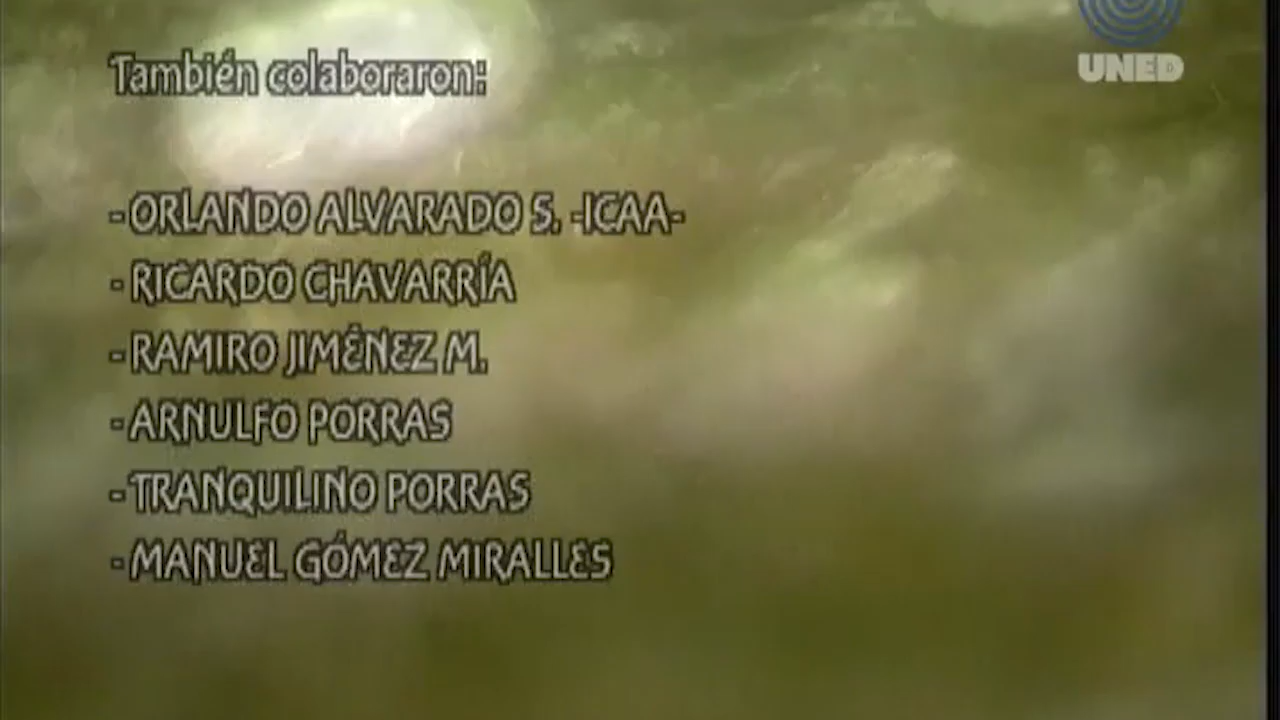 UNED
También colaboraron:
-ORLANDO ALVARADO S. -ICAA-
-RICARDO CHAVARRÍA
-RAMIRO JIMÉNEZ M.
-ARNULFO PORRAS
-TRANQUILINO PORRAS
-MANUEL GÓMEZ MIRALLES